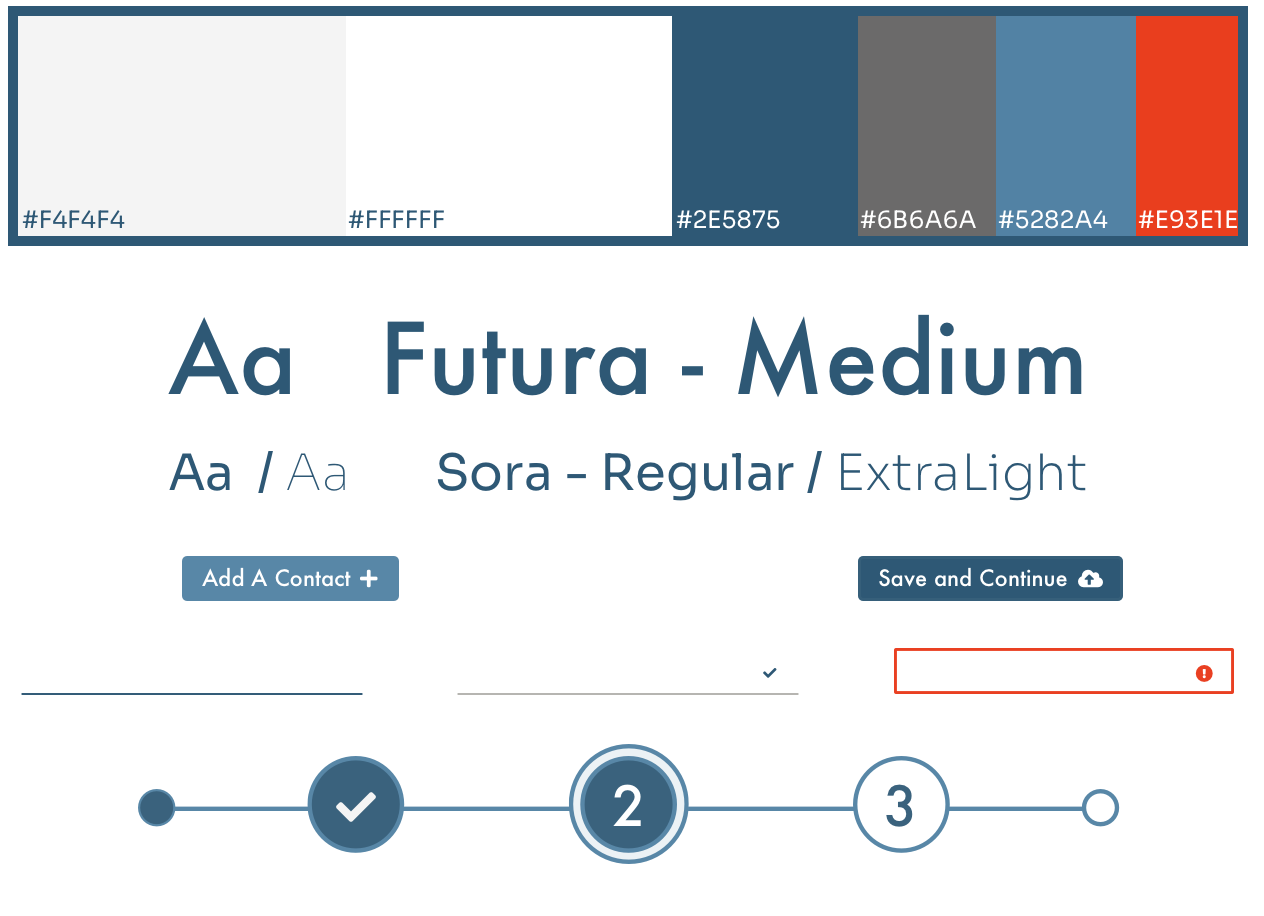 #F4F4F4 #FFFFFF #2E5875 #6B6A6A #5282A4 #E93E1E
Aa Futura - Medium
Aa / Aa Sora - Regular / ExtraLight
Add A Contact Save and Continue
2 3